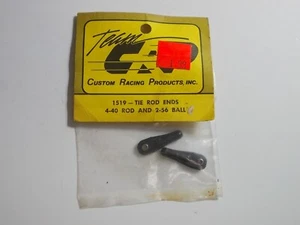 Team
CRP
CUSTOM RACING PRODUCTS, INC.
1519 — TIE ROD ENDS
4-40 ROD AND 2-56 BALL